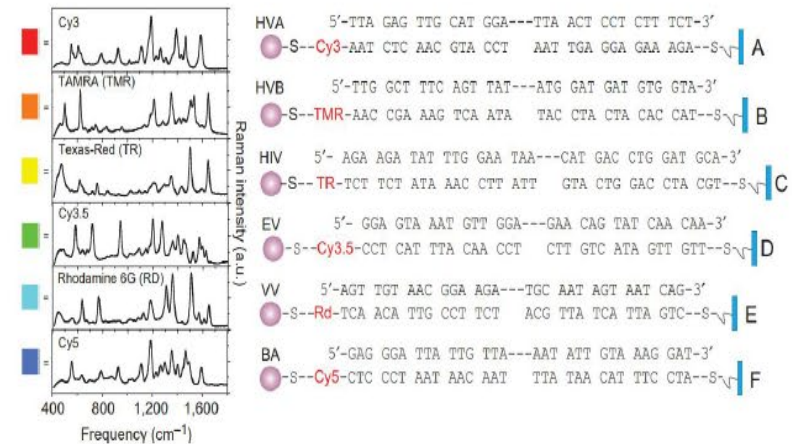 Cy3
TAMRA (TMR)
Texas-Red (TR)
Cy3.5
Rhodamine 6G (RD)
Cy5
400 800 1,200 1,600
Frequency (cm⁻¹)
Raman intensity (a.u.)
HVA 5′-TTA GAG TTG CAT GGA---TTA ACT CCT CTT TCT-3′
S--Cy3-AAT CTC AAC GTA CCT AAT TGA GGA GAA AGA--S A
HVB 5′-TTG GCT TTC AGT TAT---ATG GAT GAT GTG GTA-3′
S--TMR-AAC CGA AAG TCA ATA TAC CTA CTA CAC CAT--S B
HIV 5′- AGA AGA TAT TTG GAA TAA---CAT GAC CTG GAT GCA-3′
S--TR-TCT TCT ATA AAC CTT ATT GTA CTG GAC CTA CGT--S C
EV 5′- GGA GTA AAT GTT GGA---GAA CAG TAT CAA CAA-3′
S--Cy3.5-CCT CAT TTA CAA CCT CTT GTC ATA GTT GTT--S D
VV 5′-AGT TGT AAC GGA AGA---TGC AAT AGT AAT CAG-3′
S--Rd-TCA ACA TTG CCT TCT ACG TTA TCA TTA GTC--S E
BA 5′-GAG GGA TTA TTG TTA---AAT ATT GTA AAG GAT-3′
S--Cy5-CTC CCT AAT AAC AAT TTA TAA CAT TTC CTA--S F